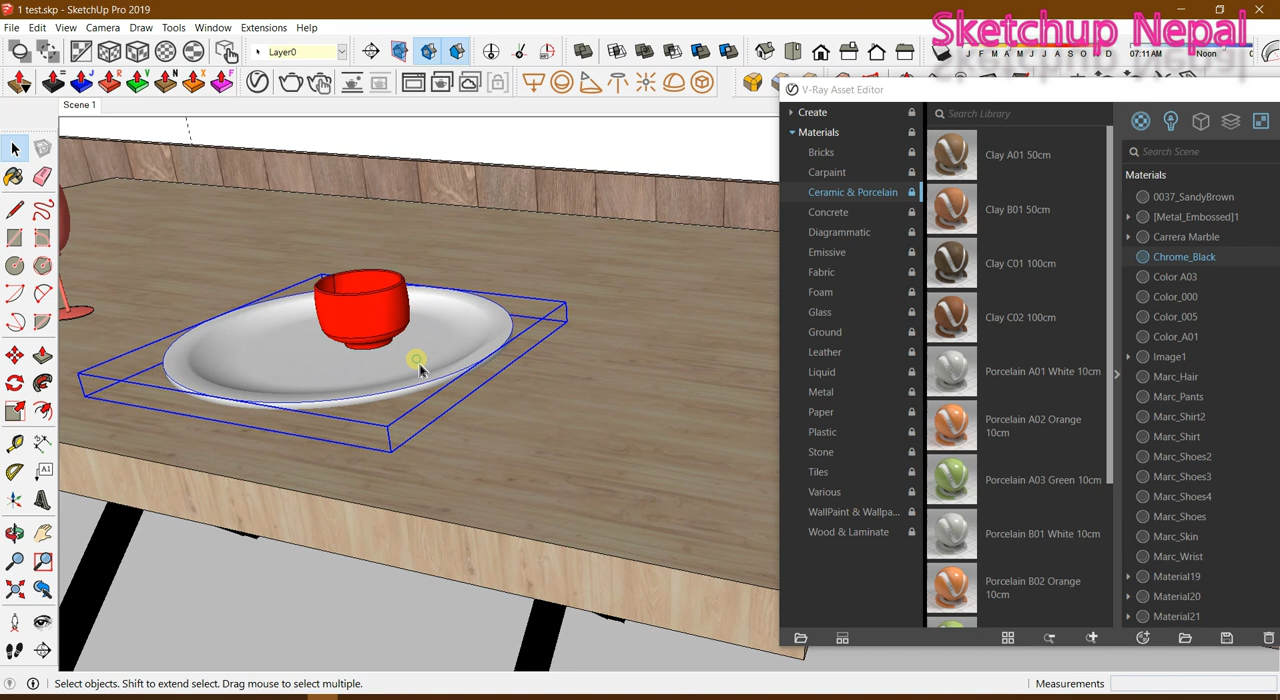 1 test.skp - SketchUp Pro 2019
File Edit View Camera Draw Tools Window Extensions Help
Sketchup Nepal
Layer0
J F M A M J J A S O N D
07:11 AM Noon
Scene 1
V-Ray Asset Editor
Create
Search Library
Materials
Bricks
Carpaint
Ceramic & Porcelain
Concrete
Diagrammatic
Emissive
Fabric
Foam
Glass
Ground
Leather
Liquid
Metal
Paper
Plastic
Stone
Tiles
Various
WallPaint & Wallpa...
Wood & Laminate
Clay A01 50cm
Clay B01 50cm
Clay C01 100cm
Clay C02 100cm
Porcelain A01 White 10cm
Porcelain A02 Orange
10cm
Porcelain A03 Green 10cm
Porcelain B01 White 10cm
Porcelain B02 Orange
10cm
Search Scene
Materials
0037_SandyBrown
[Metal_Embossed]1
Carrera Marble
Chrome_Black
Color A03
Color_000
Color_005
Color_A01
Image1
Marc_Hair
Marc_Pants
Marc_Shirt2
Marc_Shirt
Marc_Shoes2
Marc_Shoes3
Marc_Shoes4
Marc_Shoes
Marc_Skin
Marc_Wrist
Material19
Material20
Material21
A1
Select objects. Shift to extend select. Drag mouse to select multiple.
Measurements